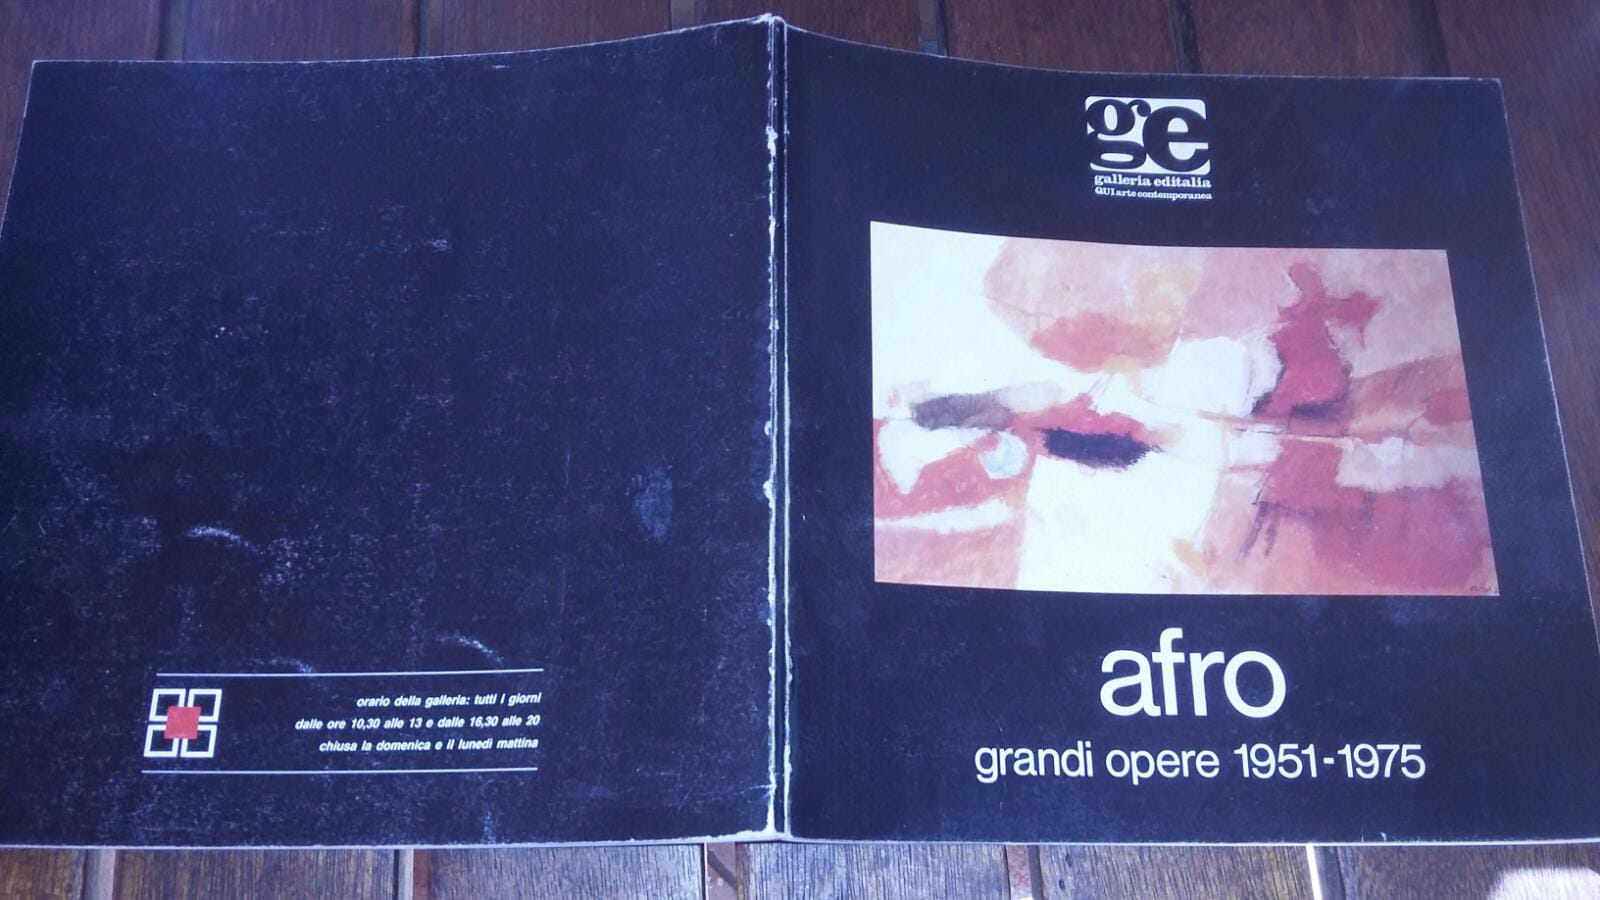 ge
galleria editalia
QUI arte contemporanea
afro
grandi opere 1951-1975
orario della galleria: tutti i giorni
dalle ore 10,30 alle 13 e dalle 16,30 alle 20
chiusa la domenica e il lunedì mattina